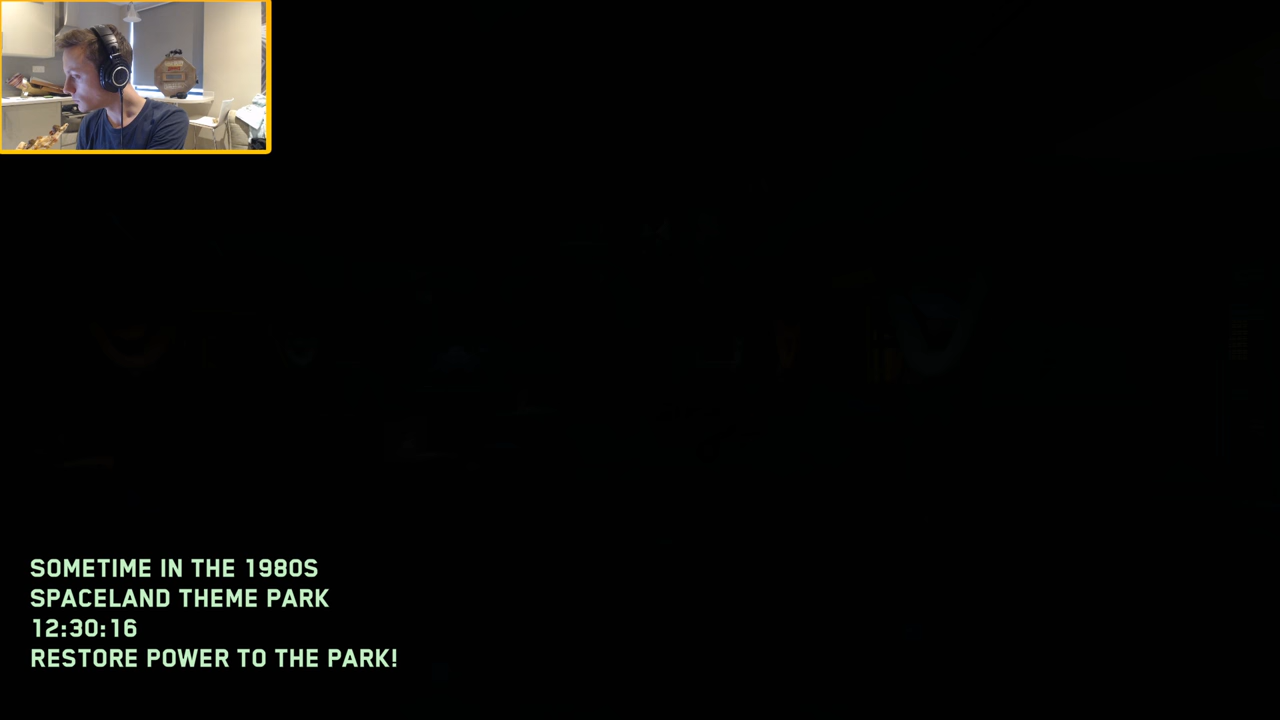 SOMETIME IN THE 1980S
SPACELAND THEME PARK
12:30:16
RESTORE POWER TO THE PARK!